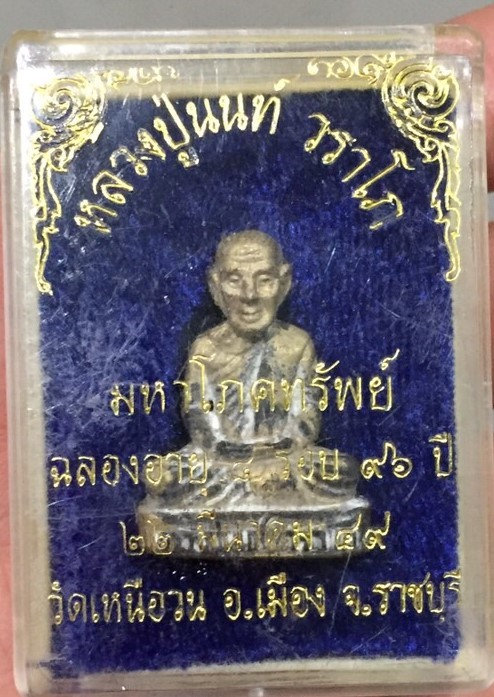 หลวงปู่นนท์ วราโภ
มหาโภคทรัพย์
ฉลองอายุ ๘ รอบ ๙๖ ปี
๒๒ มีนาคม ๔๙
วัดเหนือวน อ.เมือง จ.ราชบุรี